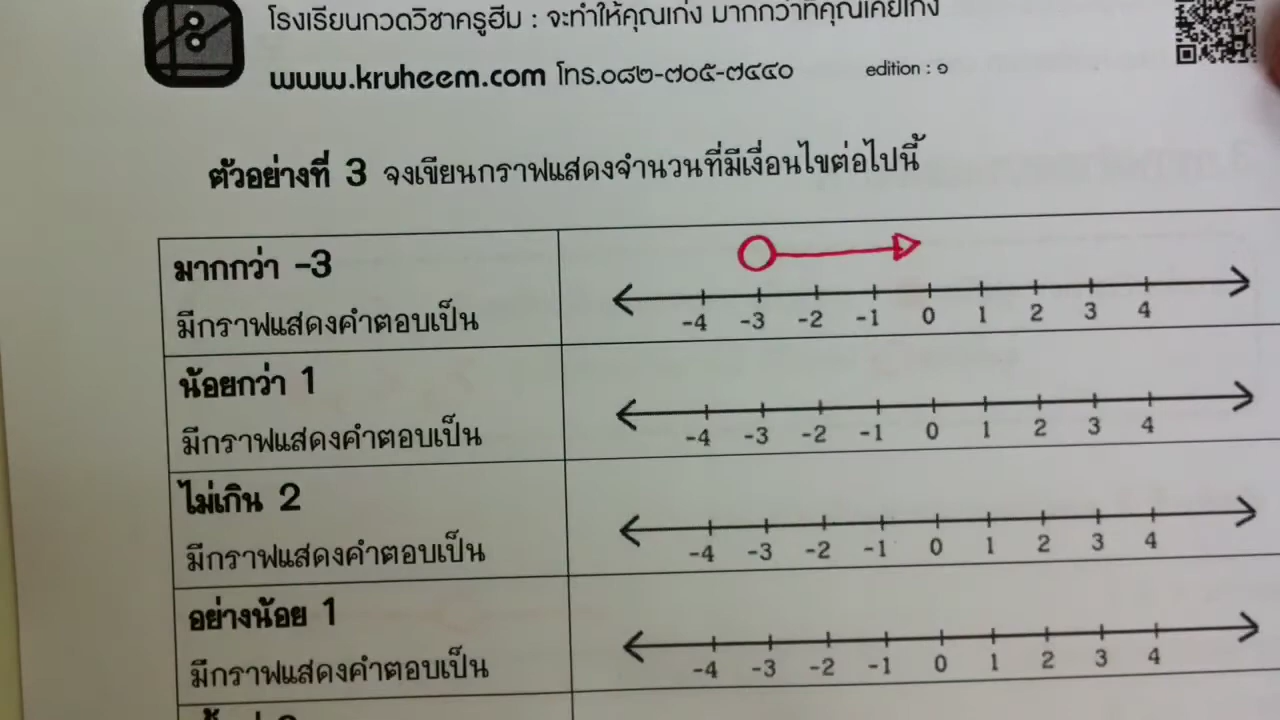 โรงเรียนกวดวิชาครูฮีม : จะทำให้คุณเก่ง มากกว่าที่คุณเคยเก่ง
www.kruheem.com โทร.๐๘๒-๗๐๕-๗๔๔๐ edition : ๑
ตัวอย่างที่ 3 จงเขียนกราฟแสดงจำนวนที่มีเงื่อนไขต่อไปนี้
มากกว่า -3
มีกราฟแสดงคำตอบเป็น
-4 -3 -2 -1 0 1 2 3 4
น้อยกว่า 1
มีกราฟแสดงคำตอบเป็น
-4 -3 -2 -1 0 1 2 3 4
ไม่เกิน 2
มีกราฟแสดงคำตอบเป็น
-4 -3 -2 -1 0 1 2 3 4
อย่างน้อย 1
มีกราฟแสดงคำตอบเป็น
-4 -3 -2 -1 0 1 2 3 4